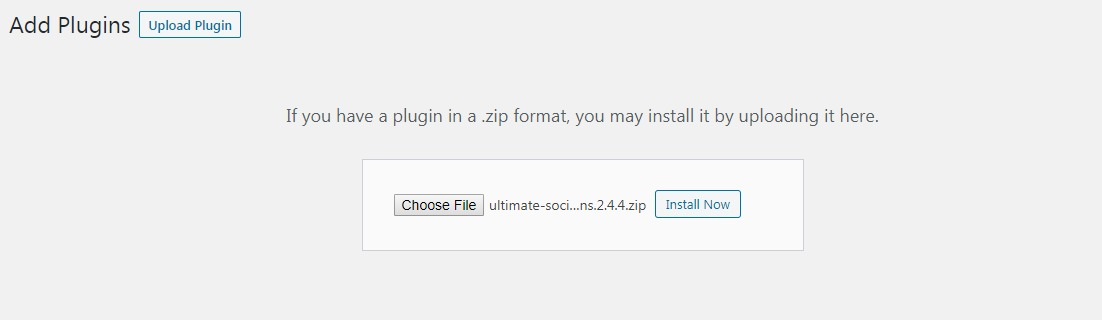 Add Plugins Upload Plugin
If you have a plugin in a .zip format, you may install it by uploading it here.
Choose File ultimate-soci...ns.2.4.4.zip Install Now